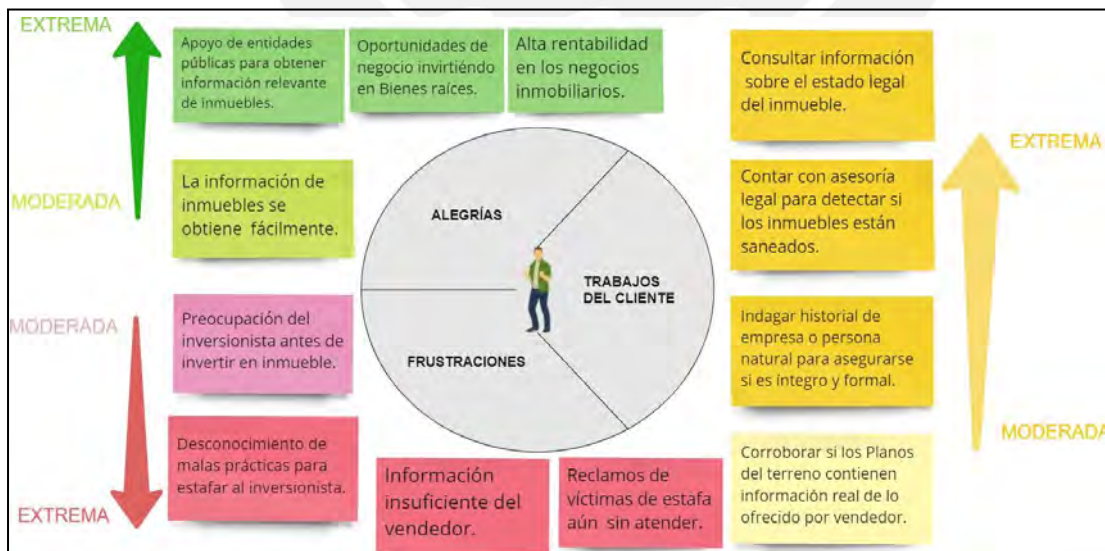 EXTREMA
Apoyo de entidades
públicas para obtener
información relevante
de inmuebles.
Oportunidades de
negocio invirtiéndo
en Bienes raíces.
Alta rentabilidad
en los negocios
inmobiliarios.
Consultar información
sobre el estado legal
del inmueble.
EXTREMA
MODERADA
La información de
inmuebles se
obtiene fácilmente.
ALEGRÍAS
Contar con asesoría
legal para detectar si
los inmuebles están
saneados.
TRABAJOS
DEL CLIENTE
MODERADA
Preocupación del
inversionista antes de
invertir en inmueble.
FRUSTRACIONES
Indagar historial de
empresa o persona
natural para asegurarse
si es íntegro y formal.
MODERADA
Desconocimiento de
malas prácticas para
estafar al inversionista.
EXTREMA
Información
insuficiente del
vendedor.
Reclamos de
víctimas de estafa
aún sin atender.
Corroborar si los Planos
del terreno contienen
información real de lo
ofrecido por vendedor.